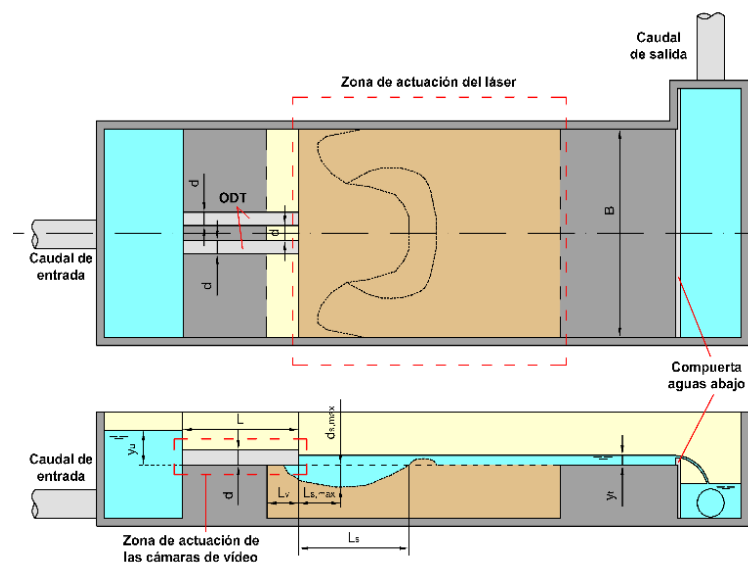 Caudal
de salida
Zona de actuación del láser
d
ODT
d
B
Caudal de
entrada
d
Compuerta
aguas abajo
L
ds,max
yu
Caudal de
entrada
d
Lv
Ls,max
yt
Zona de actuación de
las cámaras de vídeo
Ls